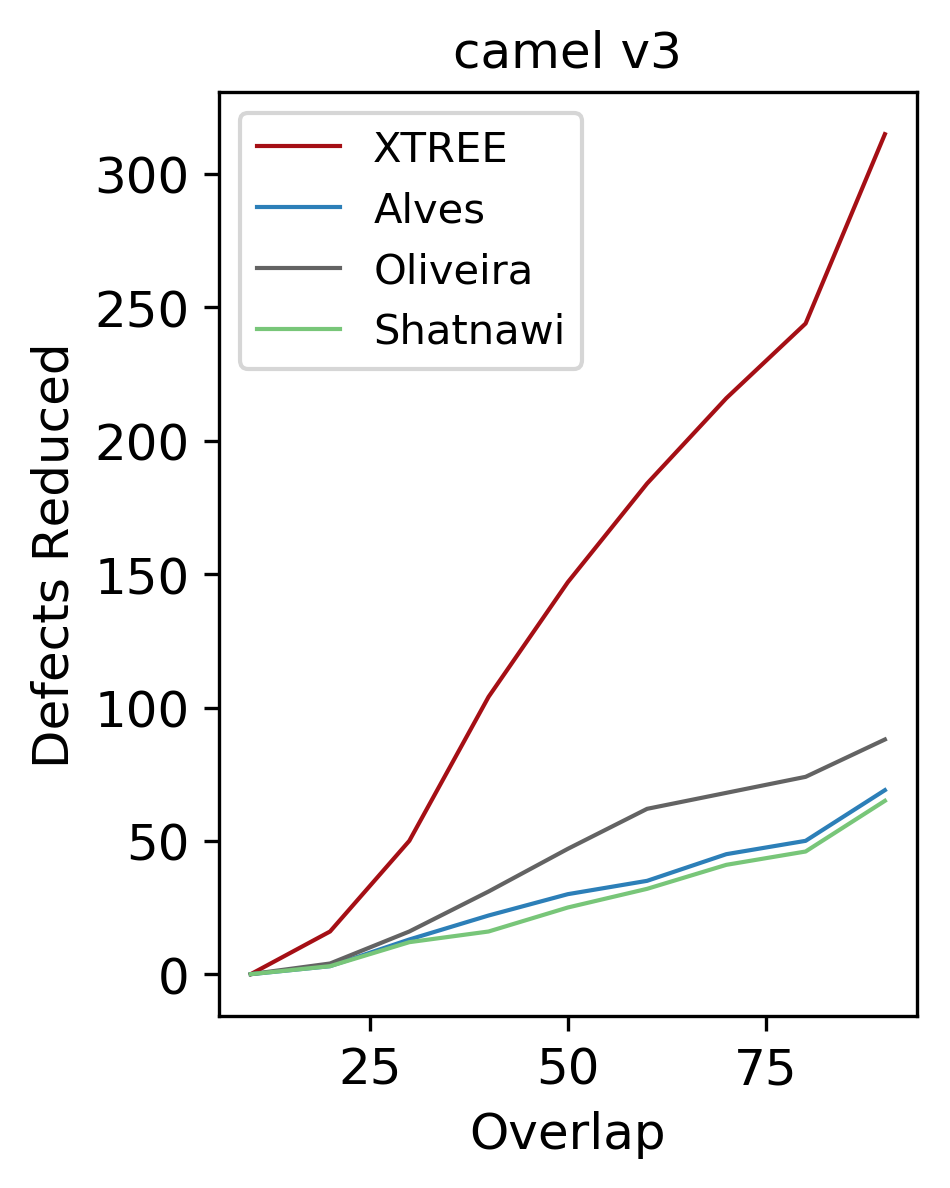 camel v3
XTREE
Alves
Oliveira
Shatnawi
300
250
200
150
100
50
0
Defects Reduced
25 50 75
Overlap